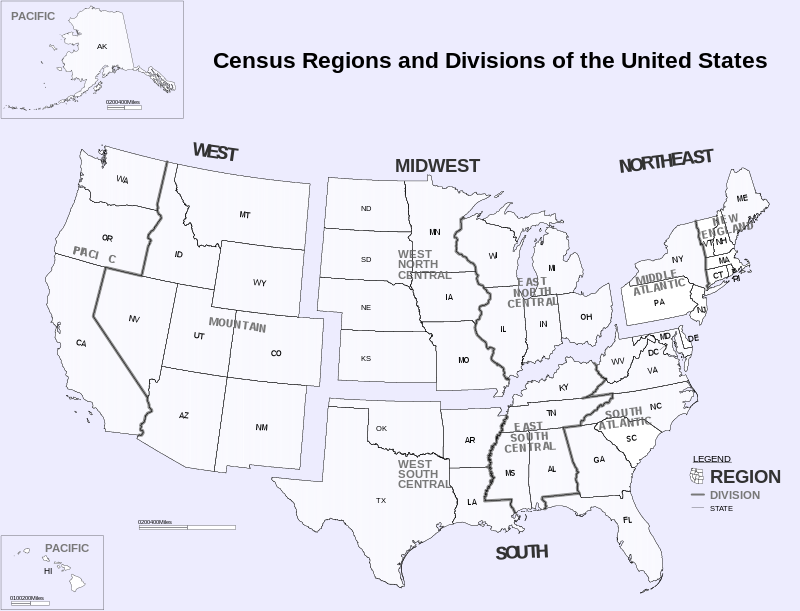 PACIFIC
AK
0200400Miles
Census Regions and Divisions of the United States
WEST
MIDWEST
NORTHEAST
WA
MT
ND
MN
ME
OR
ID
SD
WI
MI
NEW
ENGLAND
VT
NH
NY
MA
CT
RI
PACI C
WEST
NORTH
CENTRAL
EAST
NORTH
CENTRAL
MIDDLE
ATLANTIC
WY
NE
IA
PA
NJ
NV
MOUNTAIN
UT
CO
IL
IN
OH
CA
KS
MO
MD
DE
DC
WV
VA
KY
AZ
NM
OK
AR
TN
NC
SOUTH
ATLANTIC
SC
EAST
SOUTH
CENTRAL
GA
WEST
SOUTH
CENTRAL
TX
MS
AL
LA
FL
LEGEND
REGION
DIVISION
STATE
0200400Miles
SOUTH
PACIFIC
HI
0100200Miles